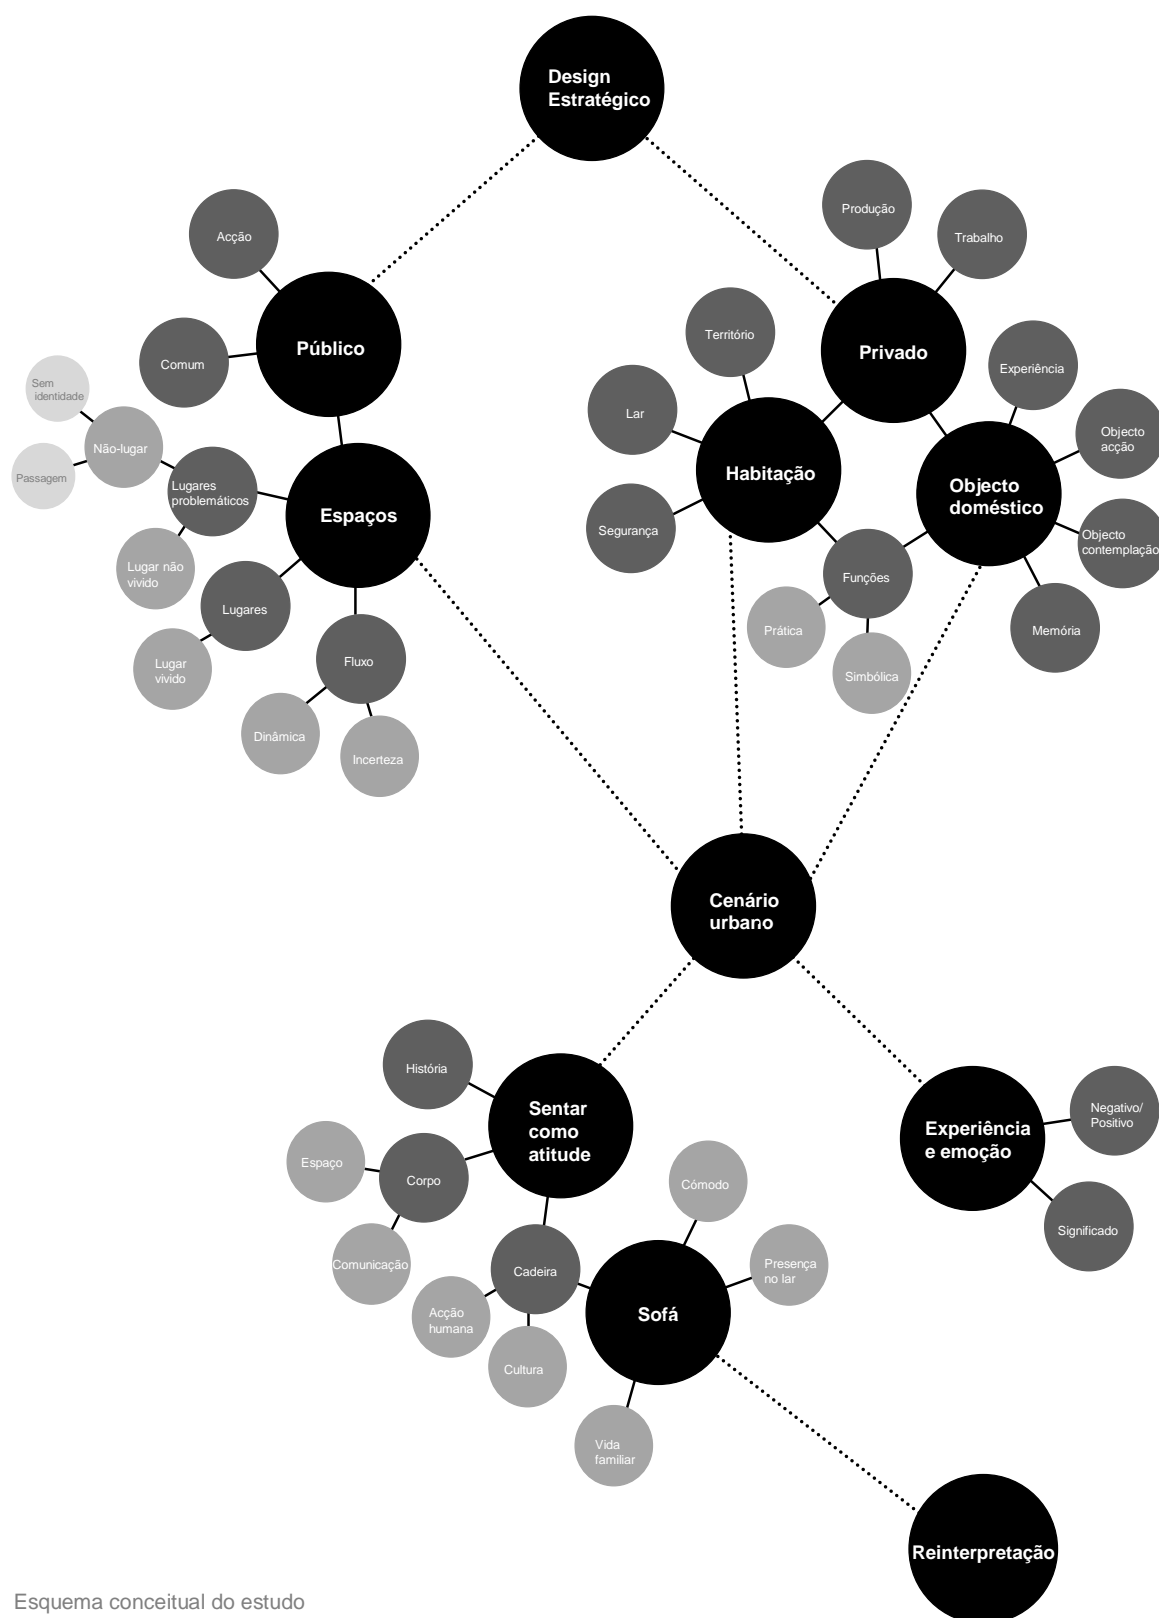 Design
Estratégico
Produção
Acção
Trabalho
Território
Público
Privado
Comum
Experiência
Sem
identidade
Lar
Objecto
acção
Não-lugar
Habitação
Passagem
Lugares
problemáticos
Objecto
doméstico
Espaços
Segurança
Objecto
contemplação
Lugar não
vivido
Funções
Lugares
Prática
Memória
Lugar
vivido
Fluxo
Simbólica
Dinâmica
Incerteza
Cenário
urbano
História
Sentar
como
atitude
Negativo/
Positivo
Experiência
e emoção
Espaço
Corpo
Cómodo
Significado
Comunicação
Cadeira
Presença
no lar
Acção
humana
Sofá
Cultura
Vida
familiar
Reinterpretação
Esquema conceitual do estudo